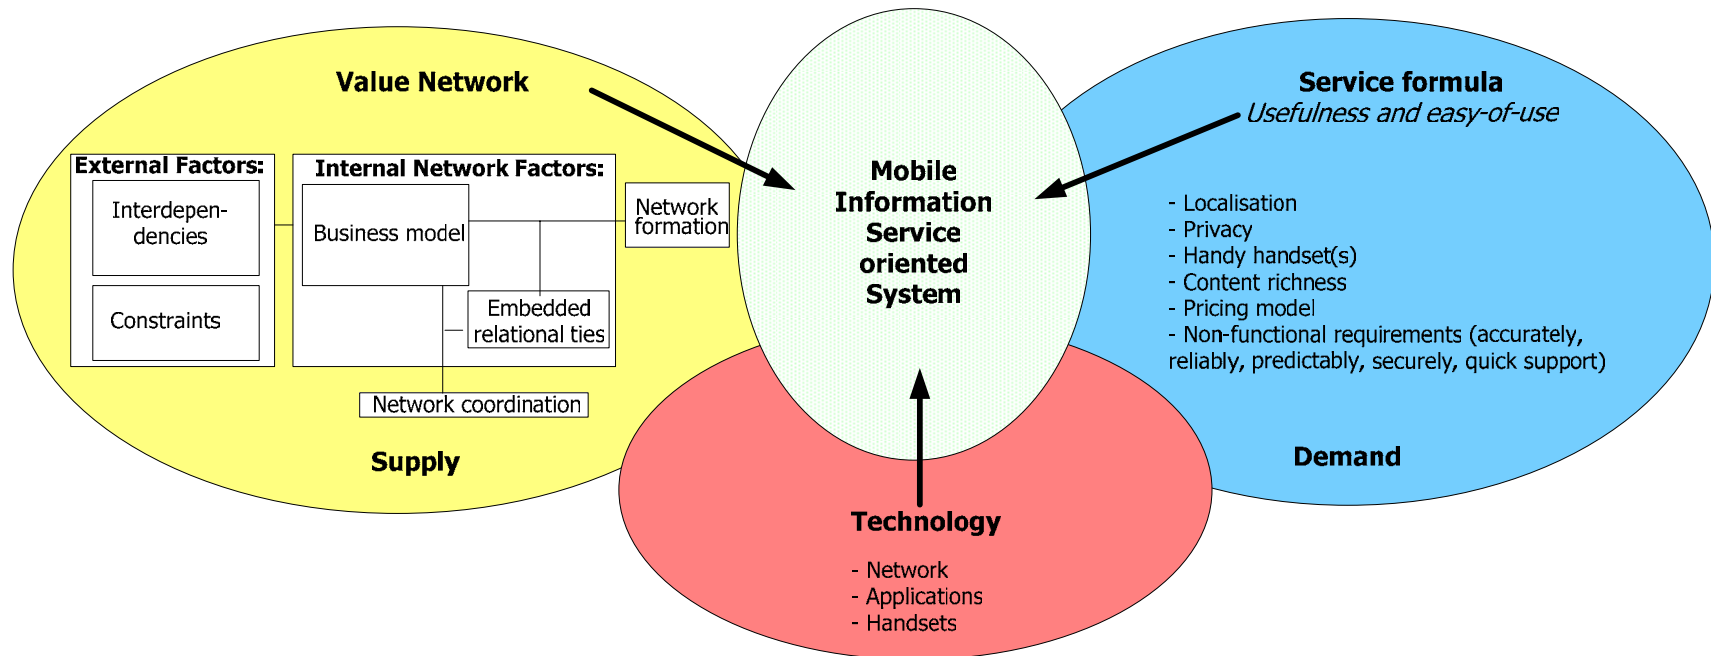 Value Network
External Factors:
Interdepen-
dencies
Constraints
Internal Network Factors:
Business model
Embedded
relational ties
Network
formation
Network coordination
Supply
Mobile
Information
Service
oriented
System
Service formula
Usefulness and easy-of-use
- Localisation
- Privacy
- Handy handset(s)
- Content richness
- Pricing model
- Non-functional requirements (accurately,
reliably, predictably, securely, quick support)
Demand
Technology
- Network
- Applications
- Handsets